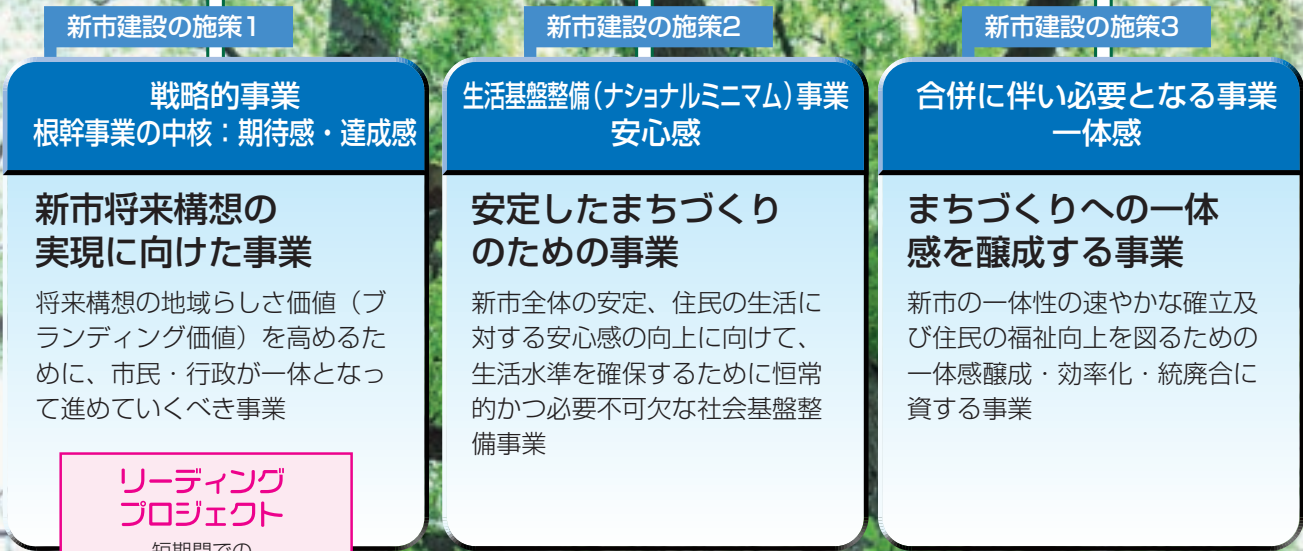 新市建設の施策1
戦略的事業
根幹事業の中核：期待感・達成感
新市将来構想の
実現に向けた事業
将来構想の地域らしさ価値（ブ
ランディング価値）を高めるた
めに、市民・行政が一体となっ
て進めていくべき事業
リーディング
プロジェクト
短期間での
新市建設の施策2
生活基盤整備(ナショナルミニマム)事業
安心感
安定したまちづくり
のための事業
新市全体の安定、住民の生活に
対する安心感の向上に向けて、
生活水準を確保するために恒常
的かつ必要不可欠な社会基盤整
備事業
新市建設の施策3
合併に伴い必要となる事業
一体感
まちづくりへの一体
感を醸成する事業
新市の一体性の速やかな確立及
び住民の福祉向上を図るための
一体感醸成・効率化・統廃合に
資する事業